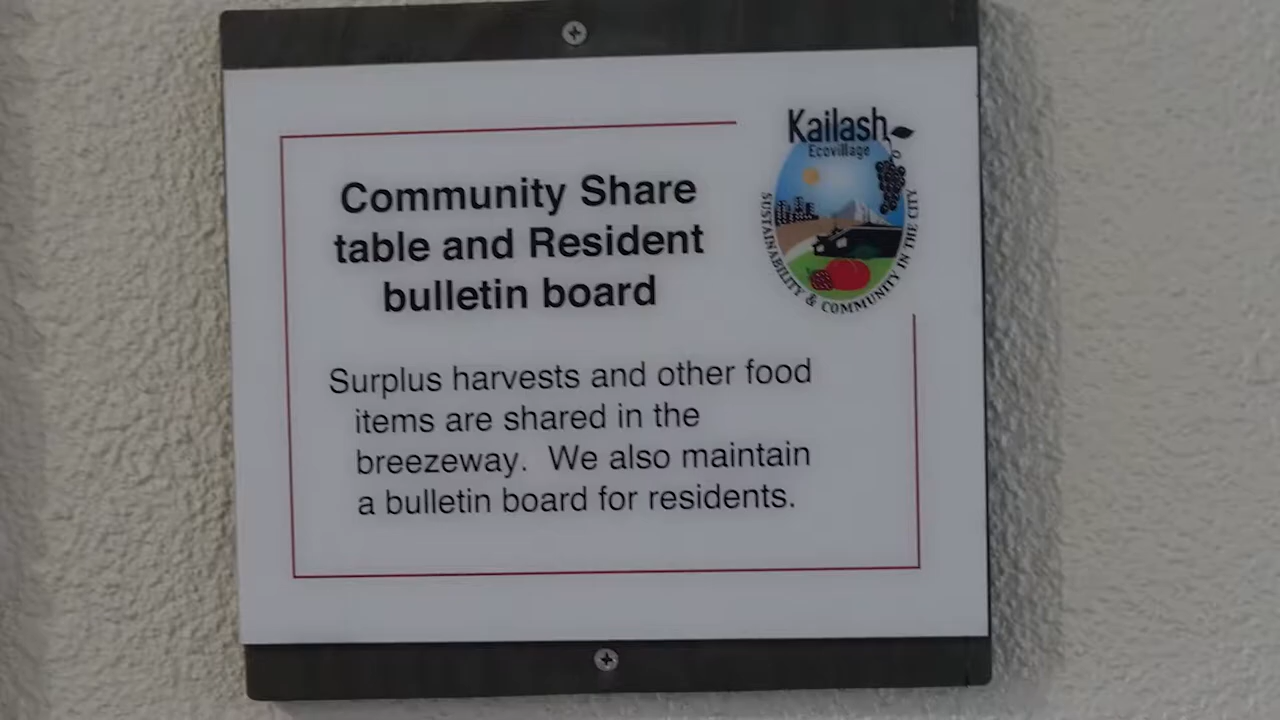 Kailash
Ecovillage
SUSTAINABILITY & COMMUNITY IN THE CITY
Community Share
table and Resident
bulletin board
Surplus harvests and other food
items are shared in the
breezeway. We also maintain
a bulletin board for residents.